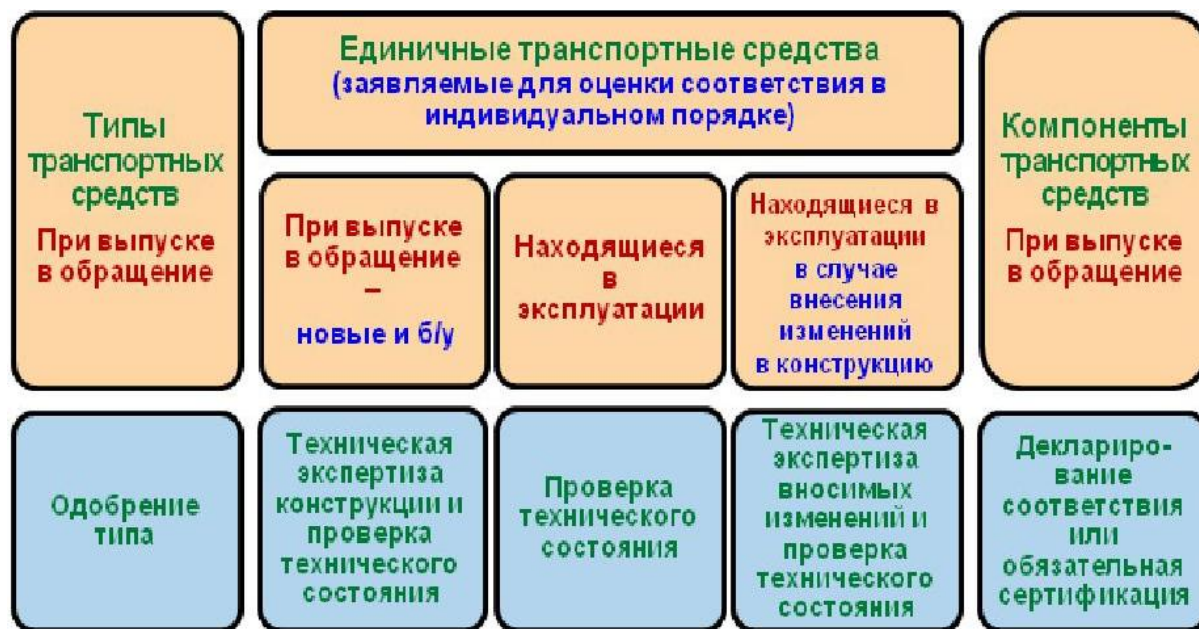 Типы
транспортных
средств
При выпуске
в обращение
Единичные транспортные средства
(заявляемые для оценки соответствия в
индивидуальном порядке)
При выпуске
в обращение
–
новые и б/у
Находящиеся
в
эксплуатации
Находящиеся в
эксплуатации
в случае
внесения
изменений
в конструкцию
Компоненты
транспортных
средств
При выпуске
в обращение
Одобрение
типа
Техническая
экспертиза
конструкции и
проверка
технического
состояния
Проверка
технического
состояния
Техническая
экспертиза
вносимых
изменений и
проверка
технического
состояния
Деклариро-
вание
соответствия
или
обязательная
сертификация